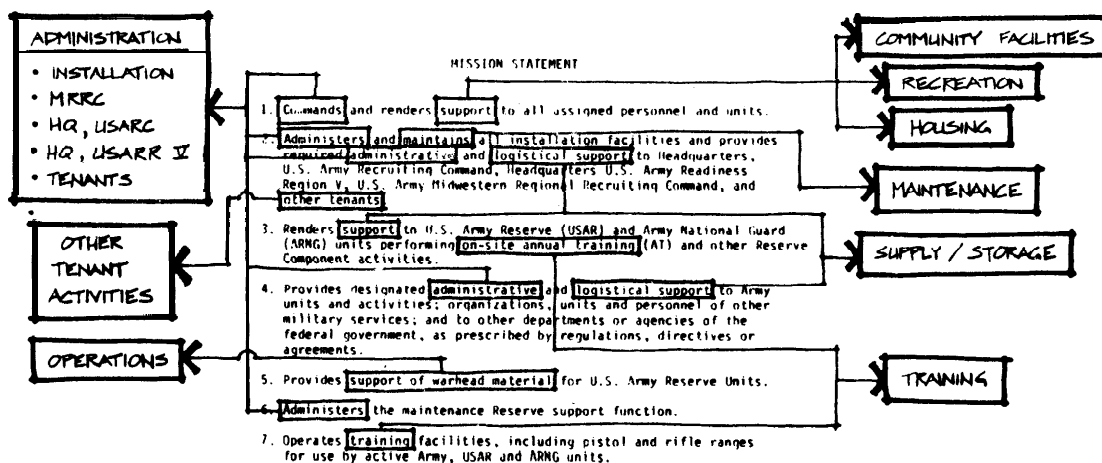 ADMINISTRATION
• INSTALLATION
• MRRC
• HQ, USARC
• HQ, USARR V
• TENANTS
OTHER
TENANT
ACTIVITIES
OPERATIONS
MISSION STATEMENT
1. Commands and renders support to all assigned personnel and units.
2. Administers and maintains all installation facilities and provides
required administrative and logistical support to Headquarters,
U.S. Army Recruiting Command, Headquarters U.S. Army Readiness
Region V, U.S. Army Midwestern Regional Recruiting Command, and
other tenants
3. Renders support to U.S. Army Reserve (USAR) and Army National Guard
(ARNG) units performing on-site annual training (AT) and other Reserve
Component activities.
4. Provides designated administrative and logistical support to Army
units and activities; organizations, units and personnel of other
military services; and to other departments or agencies of the
federal government, as prescribed by regulations, directives or
agreements.
5. Provides support of warhead material for U.S. Army Reserve Units.
6. Administers the maintenance Reserve support function.
7. Operates training facilities, including pistol and rifle ranges
for use by active Army, USAR and ARNG units.
COMMUNITY FACILITIES
RECREATION
HOUSING
MAINTENANCE
SUPPLY / STORAGE
TRAINING